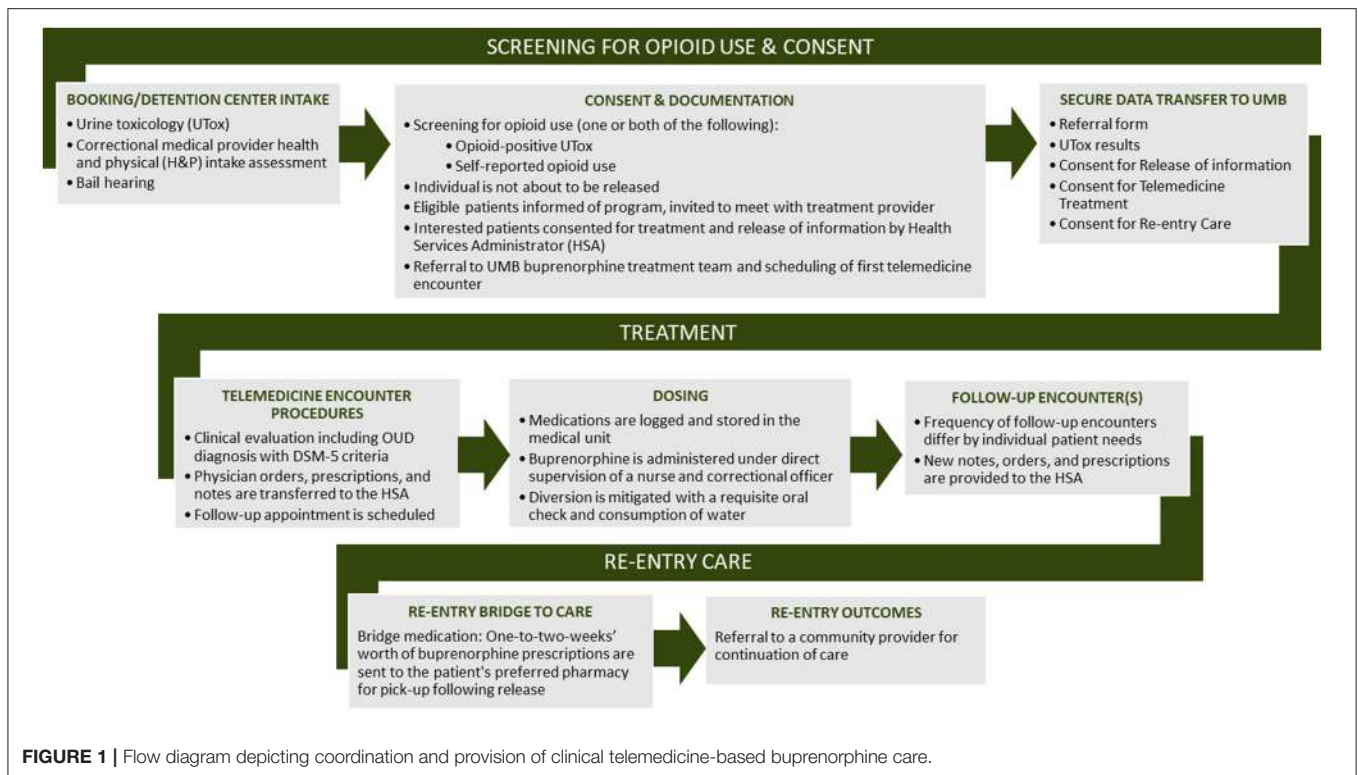 SCREENING FOR OPIOID USE & CONSENT
BOOKING/DETENTION CENTER INTAKE
• Urine toxicology (UTox)
• Correctional medical provider health
and physical (H&P) intake assessment
• Bail hearing
CONSENT & DOCUMENTATION
• Screening for opioid use (one or both of the following):
• Opioid-positive UTox
• Self-reported opioid use
• Individual is not about to be released
• Eligible patients informed of program, invited to meet with treatment provider
• Interested patients consented for treatment and release of information by Health
Services Administrator (HSA)
• Referral to UMB buprenorphine treatment team and scheduling of first telemedicine
encounter
SECURE DATA TRANSFER TO UMB
• Referral form
• UTox results
• Consent for Release of information
• Consent for Telemedicine
Treatment
• Consent for Re-entry Care
TREATMENT
TELEMEDICINE ENCOUNTER
PROCEDURES
• Clinical evaluation including OUD
diagnosis with DSM-5 criteria
• Physician orders, prescriptions, and
notes are transferred to the HSA
• Follow-up appointment is scheduled
DOSING
• Medications are logged and stored in the
medical unit
• Buprenorphine is administered under direct
supervision of a nurse and correctional officer
• Diversion is mitigated with a requisite oral
check and consumption of water
FOLLOW-UP ENCOUNTER(S)
• Frequency of follow-up encounters
differ by individual patient needs
• New notes, orders, and prescriptions
are provided to the HSA
RE-ENTRY CARE
RE-ENTRY BRIDGE TO CARE
Bridge medication: One-to-two-weeks'
worth of buprenorphine prescriptions are
sent to the patient's preferred pharmacy
for pick-up following release
RE-ENTRY OUTCOMES
Referral to a community provider for
continuation of care
FIGURE 1 | Flow diagram depicting coordination and provision of clinical telemedicine-based buprenorphine care.